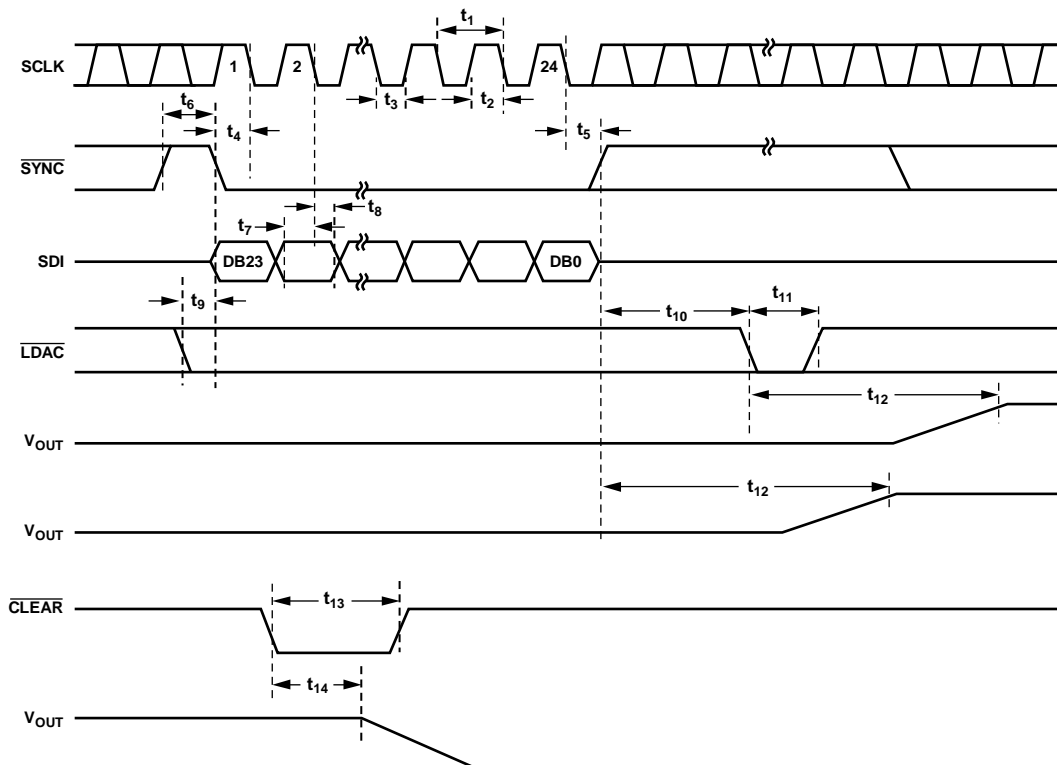 t1
SCLK 1 2 24
t3 t2
t6
t4 t5
SYNC
t8
t7
SDI DB23 DB0
t9
t10 t11
LDAC
t12
VOUT
t12
VOUT
CLEAR t13
t14
VOUT